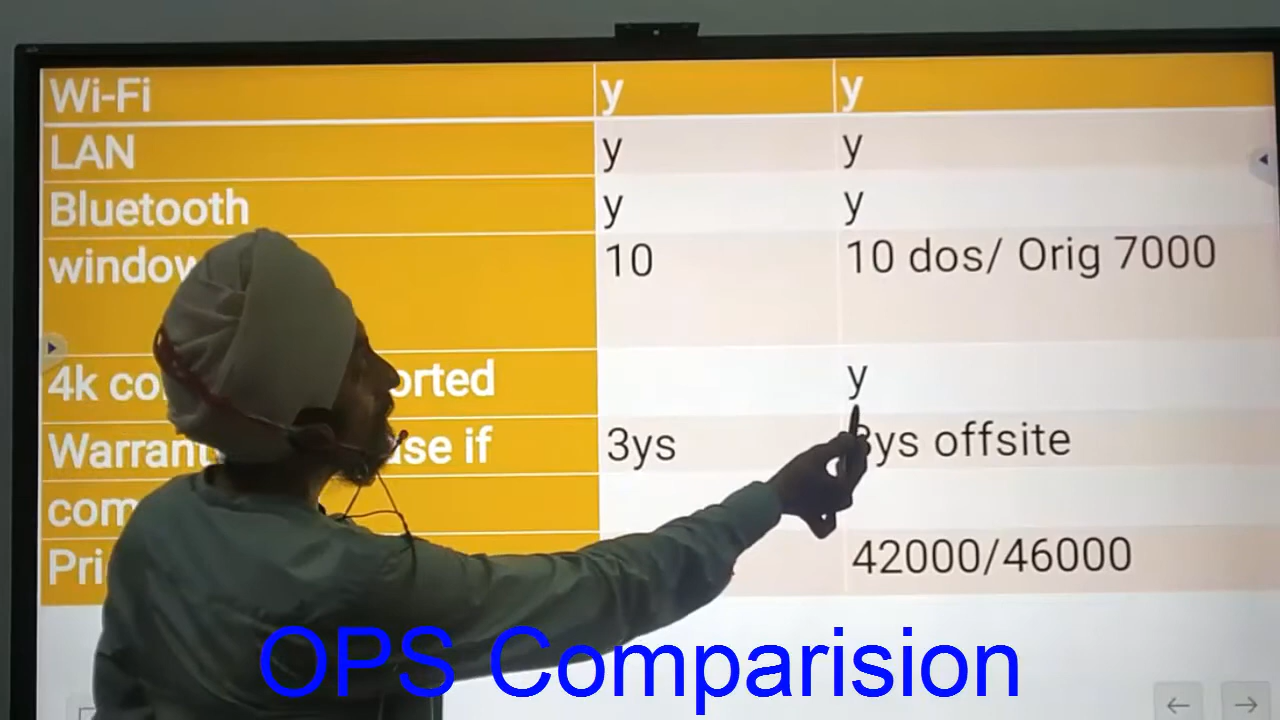 Wi-Fi y y
LAN y y
Bluetooth y y
window 10 10 dos/ Orig 7000
4k co orted y
Warrant se if 3ys 3ys offsite
com
Pri 42000/46000
OPS Comparision